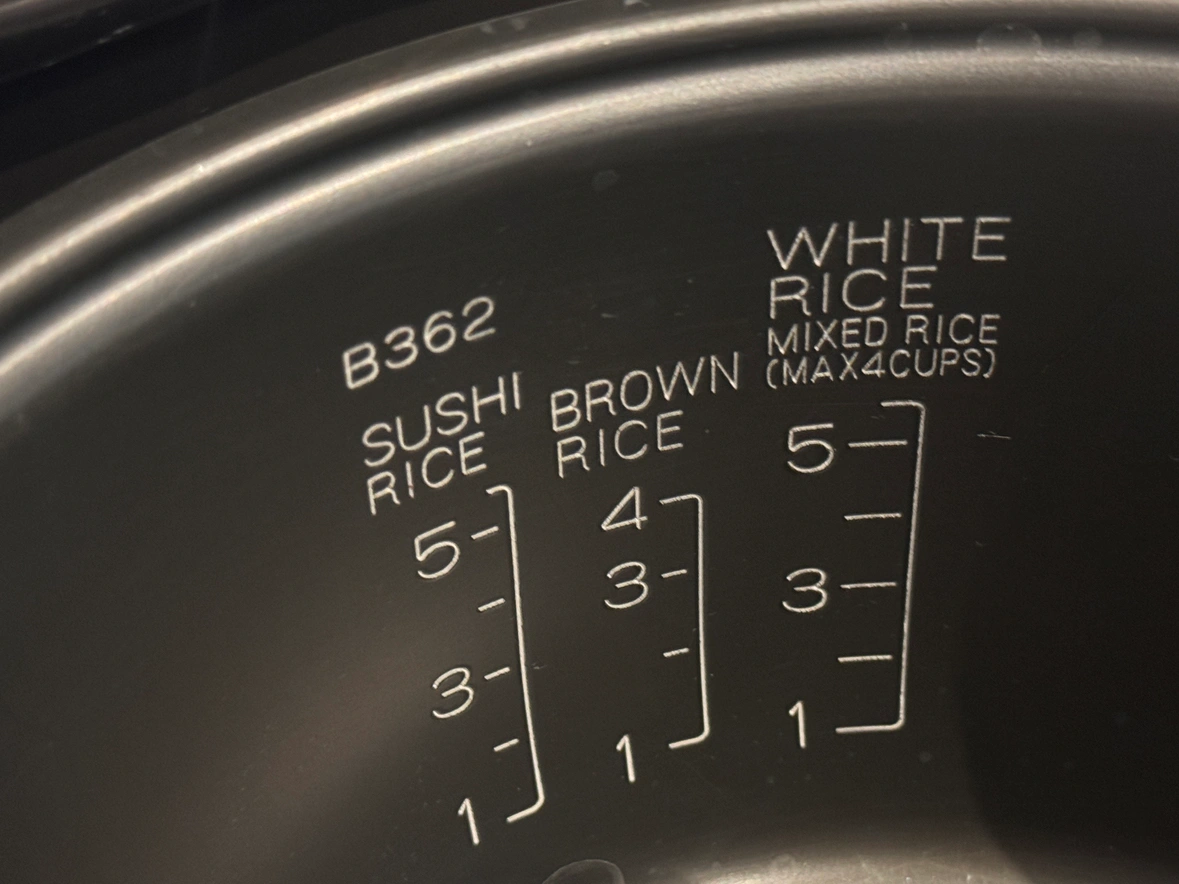 B362
SUSHI
RICE
5
3
1
BROWN
RICE
4
3
1
WHITE
RICE
MIXED RICE
(MAX4CUPS)
5
3
1